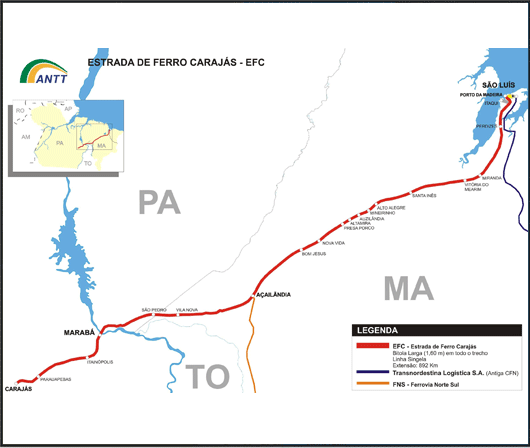 ANTT
ESTRADA DE FERRO CARAJÁS - EFC
SÃO LUÍS
PORTO DA MADEIRA
ITAQUI
RO
AP
AM
PA
MA
TO
PERIZES
MIRANDA
VITÓRIA DO
MEARIM
SANTA INÊS
ALTO ALEGRE
MINEIRINHO
AUZILÂNDIA
ALTAMIRA
PRESA PORCO
NOVA VIDA
BOM JESUS
PA
MA
AÇAILÂNDIA
SÃO PEDRO
VILA NOVA
MARABÁ
ITAINÓPOLIS
PARAUAPEBAS
CARAJÁS
TO
LEGENDA
EFC - Estrada de Ferro Carajás
Bitola Larga (1,60 m) em todo o trecho
Linha Singela
Extensão: 892 Km
Transnordestina Logística S.A. (Antiga CFN)
FNS - Ferrovia Norte Sul